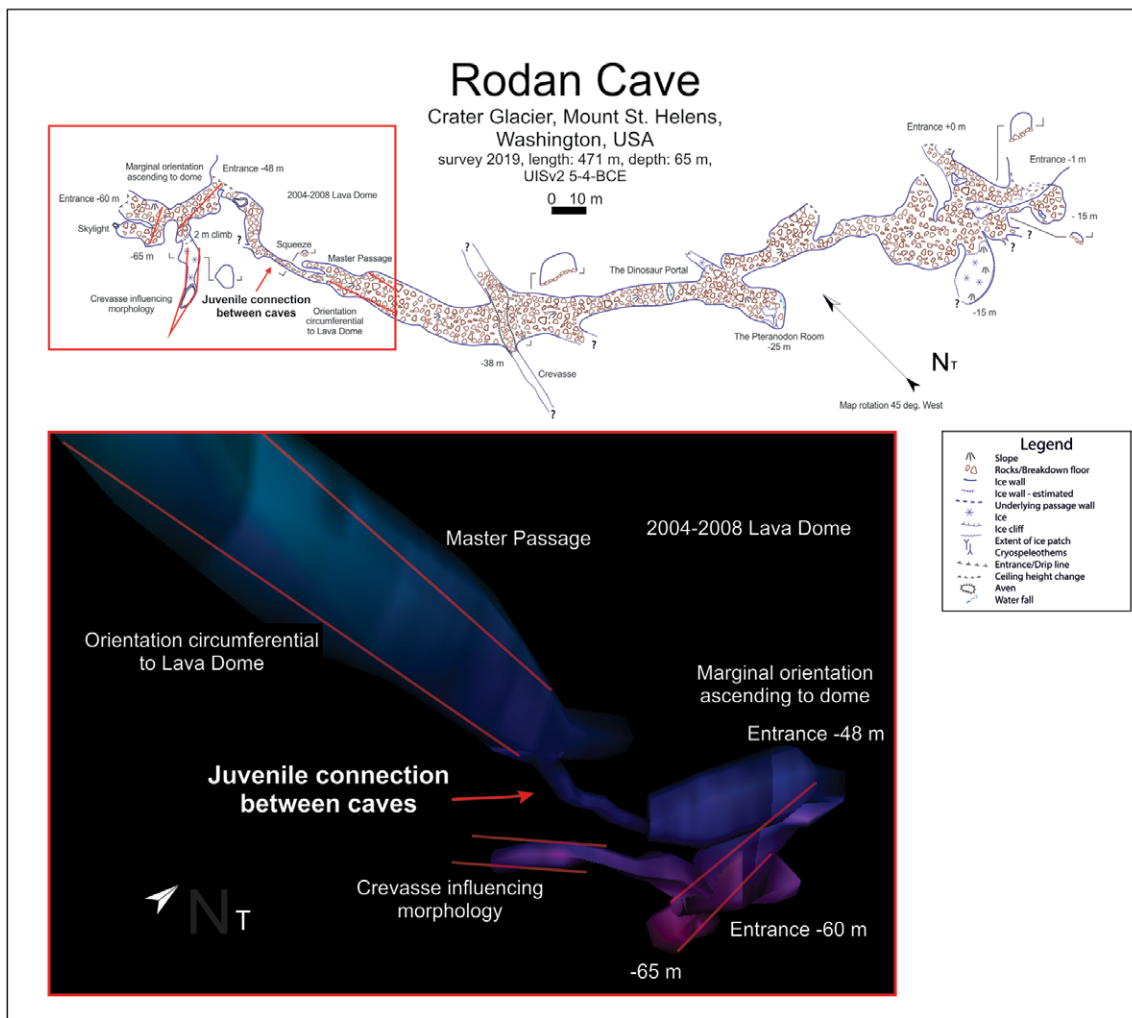 Rodan Cave
Crater Glacier, Mount St. Helens,
Washington, USA
survey 2019, length: 471 m, depth: 65 m,
UISv2 5-4-BCE
0 10 m
Marginal orientation
ascending to dome
Entrance -48 m
2004-2008 Lava Dome
Entrance -60 m
Skylight
-65 m
2 m climb
?
Squeeze
Master Passage
Crevasse influencing
morphology
Juvenile connection
between caves
Orientation
circumferential
to Lava Dome
?
-38 m
Crevasse
?
?
The Dinosaur Portal
?
The Pteranodon Room
-25 m
Entrance +0 m
Entrance -1 m
- 15 m
?
?
?
-15 m
NT
Map rotation 45 deg. West
Master Passage
2004-2008 Lava Dome
Orientation circumferential
to Lava Dome
Marginal orientation
ascending to dome
Entrance -48 m
Juvenile connection
between caves
Crevasse influencing
morphology
NT
Entrance -60 m
-65 m
Legend
Slope
Rocks/Breakdown floor
Ice wall
Ice wall - estimated
Underlying passage wall
Ice
Ice cliff
Extent of ice patch
Cryospeleothems
Entrance/Drip line
Ceiling height change
Aven
Water fall